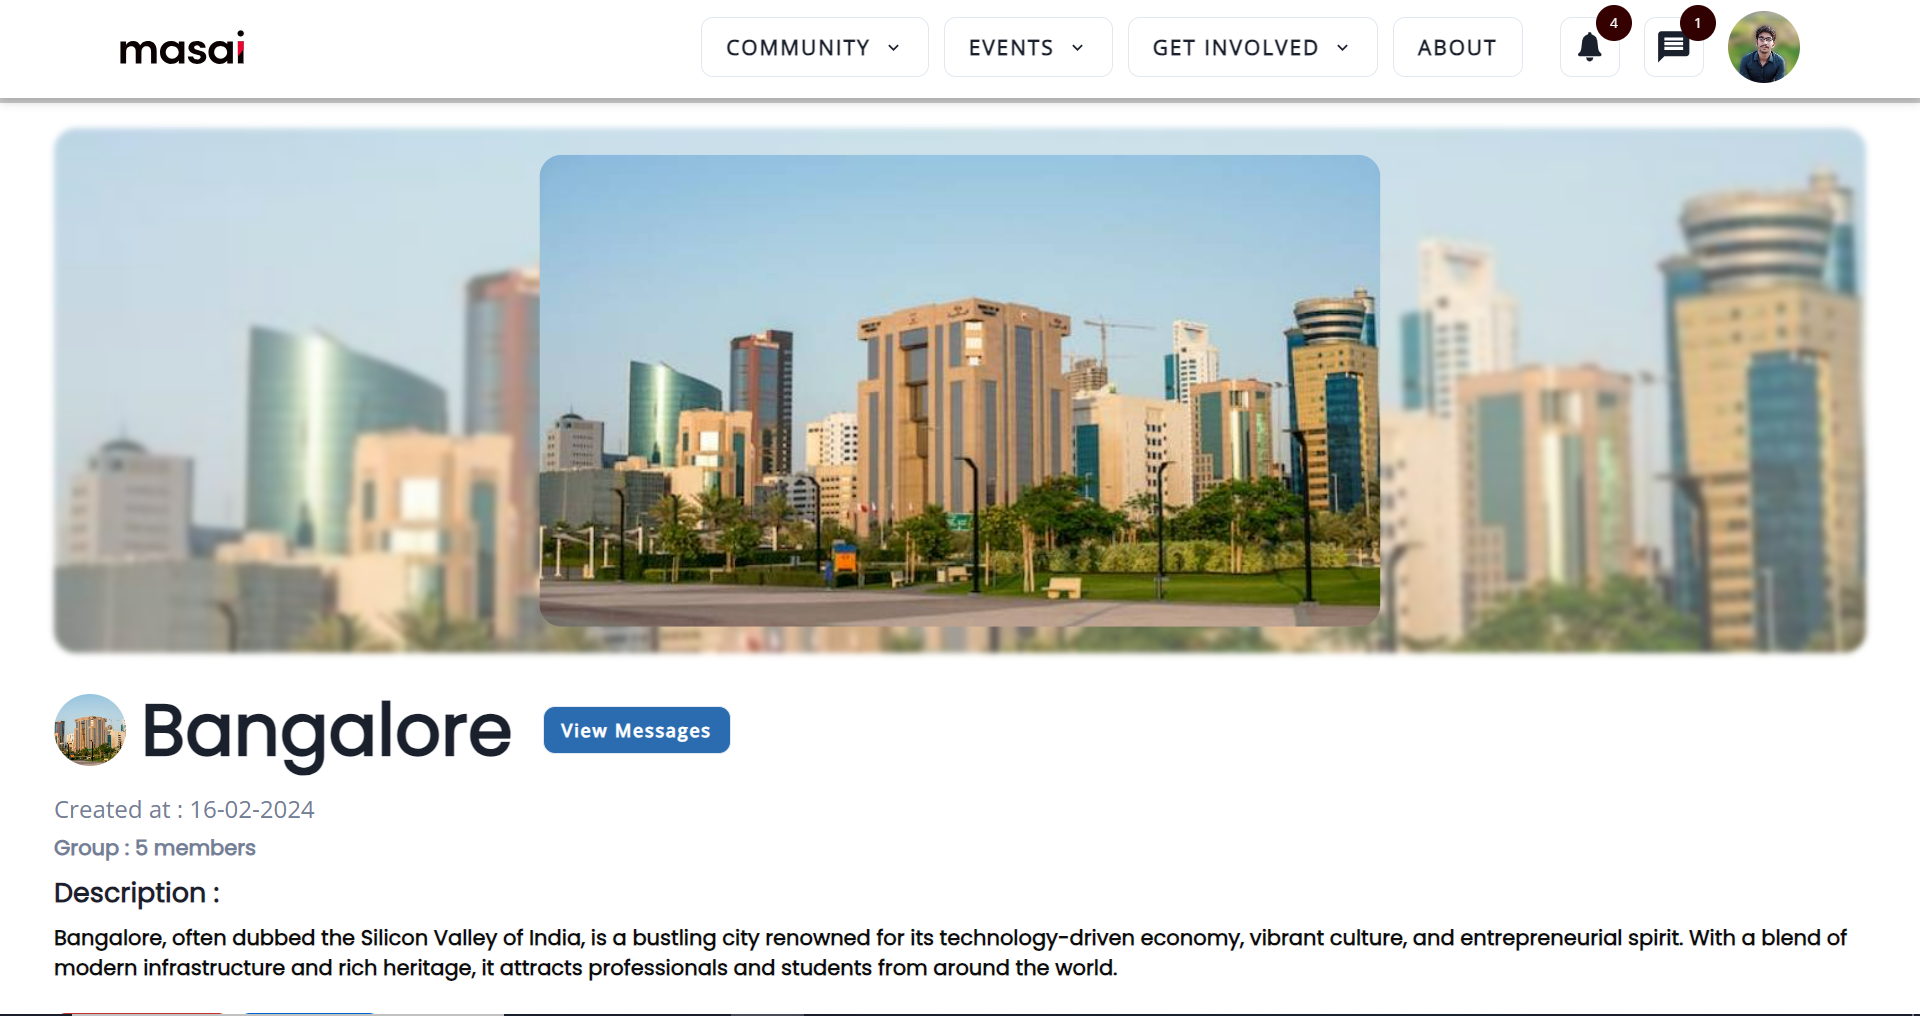 masai
COMMUNITY
EVENTS
GET INVOLVED
ABOUT
4
1
Bangalore
View Messages
Created at : 16-02-2024
Group : 5 members
Description :
Bangalore, often dubbed the Silicon Valley of India, is a bustling city renowned for its technology-driven economy, vibrant culture, and entrepreneurial spirit. With a blend of
modern infrastructure and rich heritage, it attracts professionals and students from around the world.